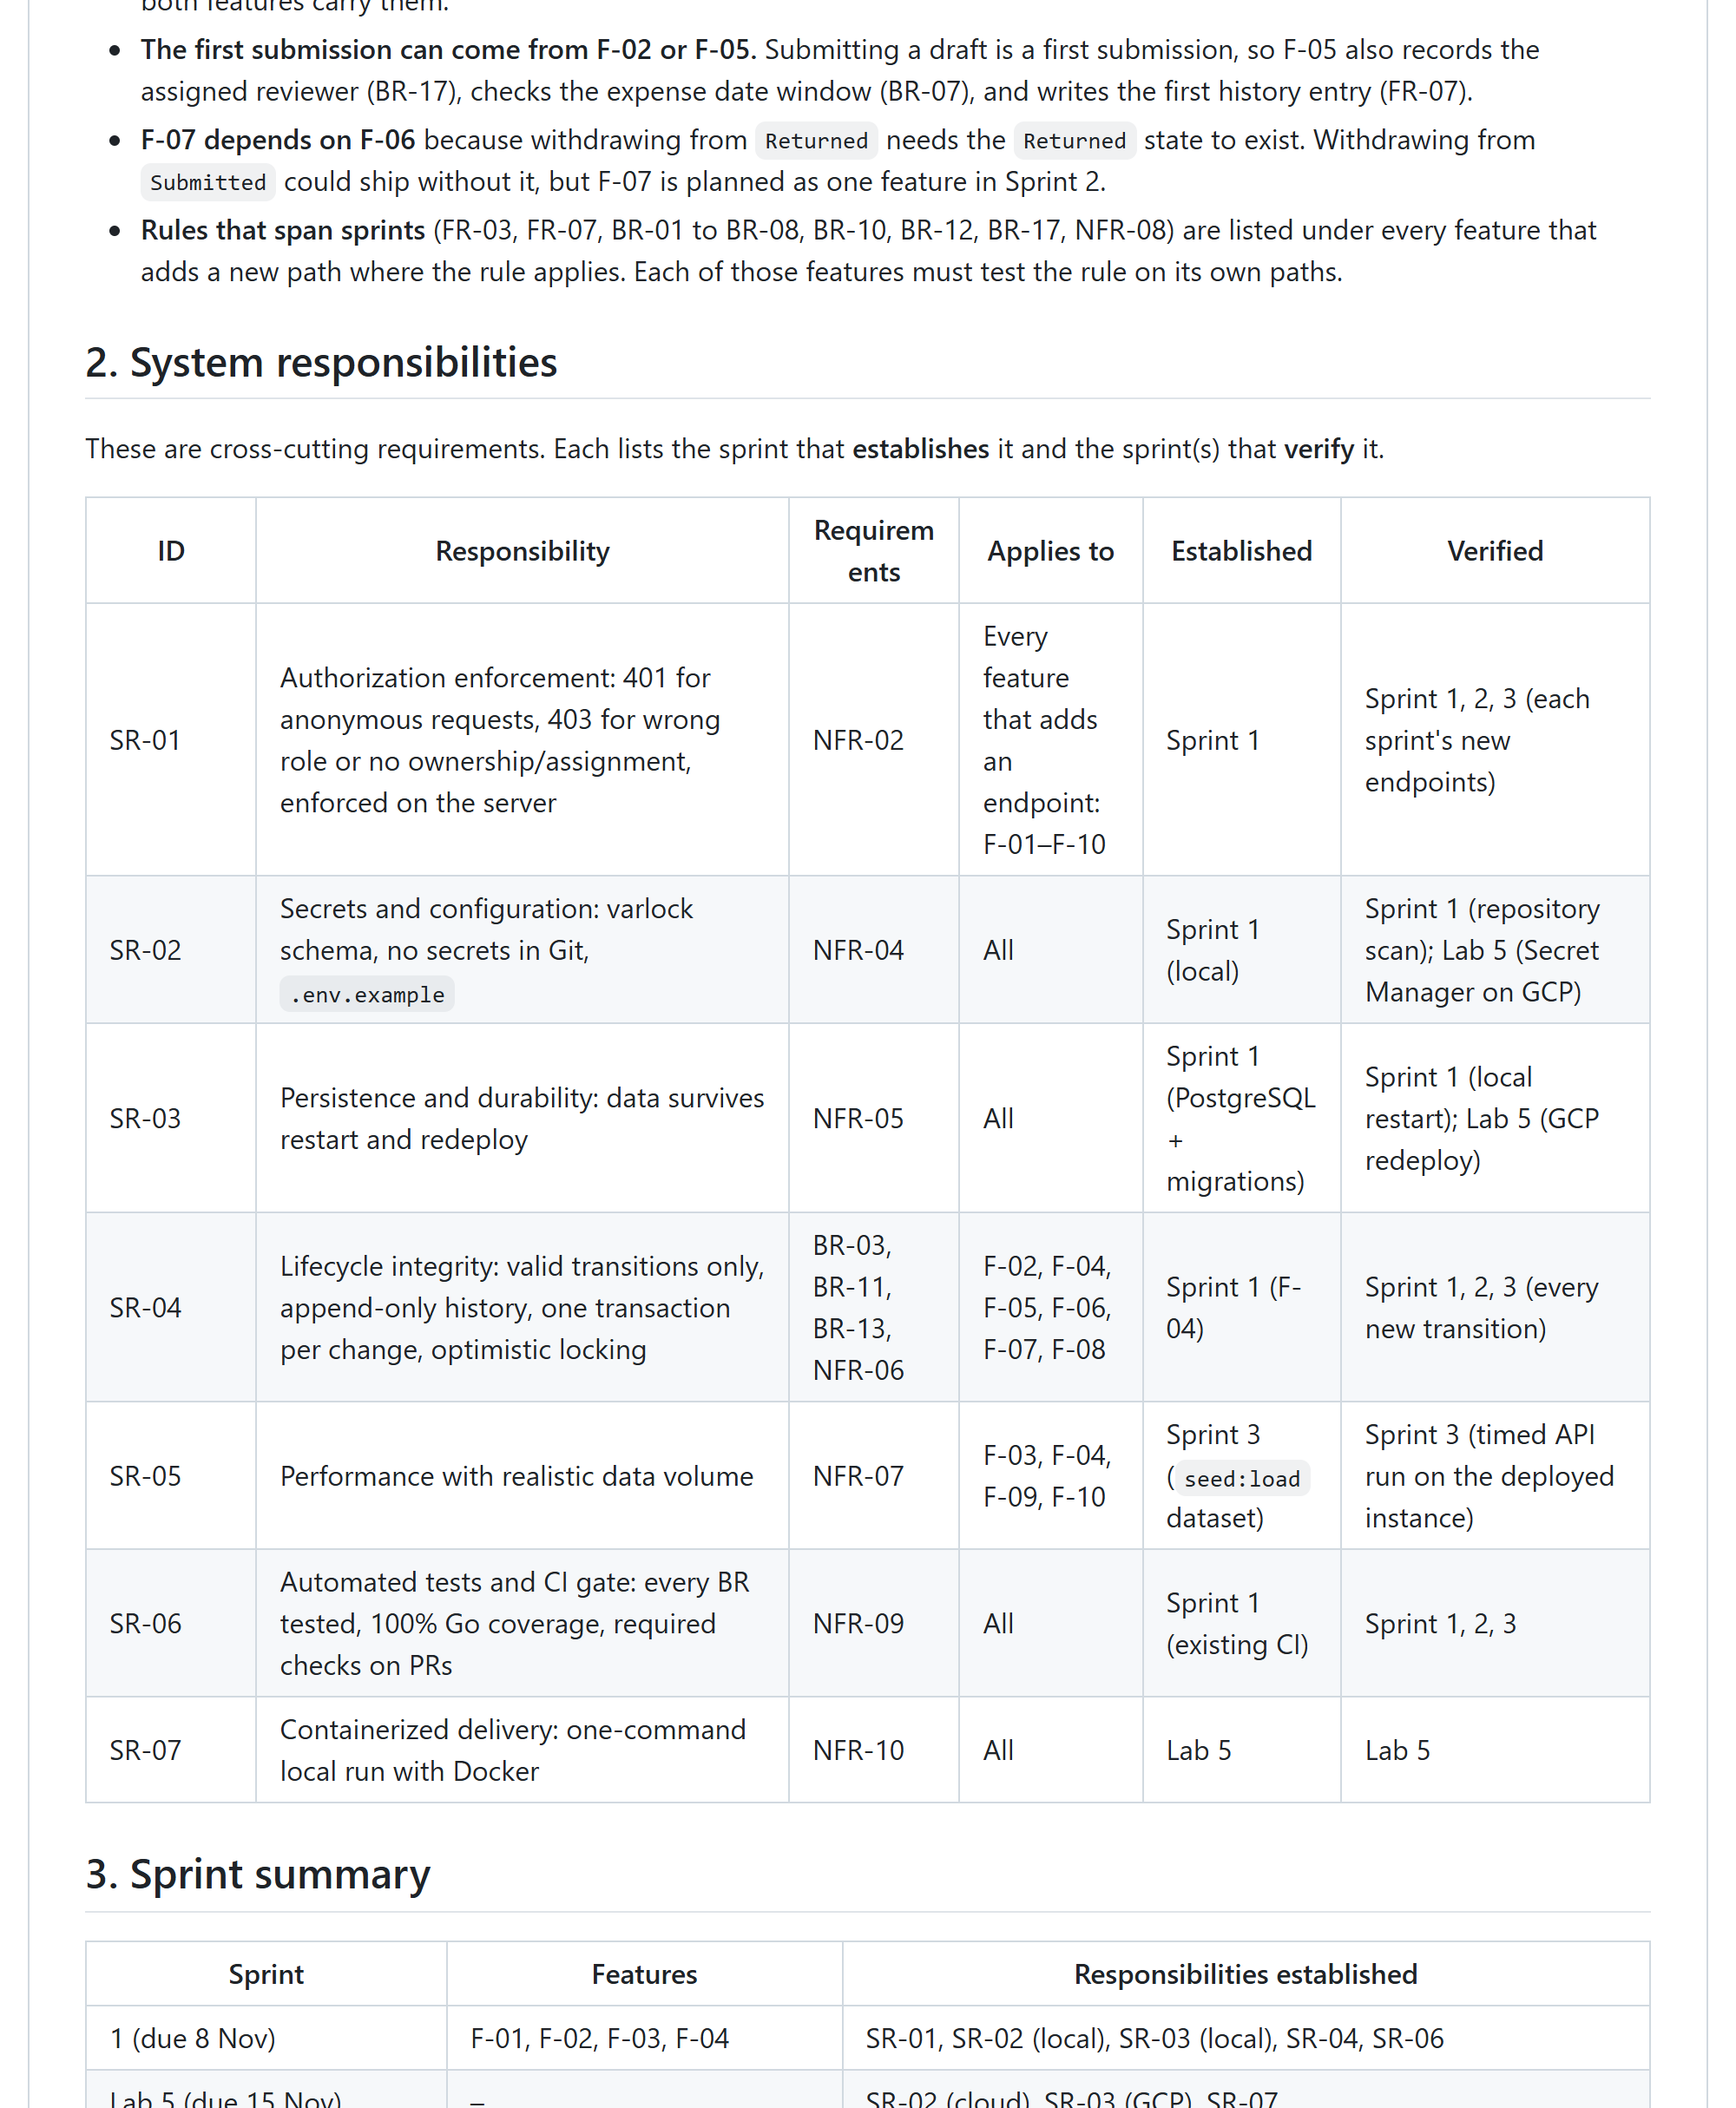 both features carry them.
The first submission can come from F-02 or F-05. Submitting a draft is a first submission, so F-05 also records the
assigned reviewer (BR-17), checks the expense date window (BR-07), and writes the first history entry (FR-07).
F-07 depends on F-06 because withdrawing from Returned needs the Returned state to exist. Withdrawing from
Submitted could ship without it, but F-07 is planned as one feature in Sprint 2.
Rules that span sprints (FR-03, FR-07, BR-01 to BR-08, BR-10, BR-12, BR-17, NFR-08) are listed under every feature that
adds a new path where the rule applies. Each of those features must test the rule on its own paths.
2. System responsibilities
These are cross-cutting requirements. Each lists the sprint that establishes it and the sprint(s) that verify it.
ID
Responsibility
Requirem
ents
Applies to
Established
Verified
SR-01
Authorization enforcement: 401 for
anonymous requests, 403 for wrong
role or no ownership/assignment,
enforced on the server
NFR-02
Every
feature
that adds
an
endpoint:
F-01–F-10
Sprint 1
Sprint 1, 2, 3 (each
sprint's new
endpoints)
SR-02
Secrets and configuration: varlock
schema, no secrets in Git,
.env.example
NFR-04
All
Sprint 1
(local)
Sprint 1 (repository
scan); Lab 5 (Secret
Manager on GCP)
SR-03
Persistence and durability: data survives
restart and redeploy
NFR-05
All
Sprint 1
(PostgreSQL
+
migrations)
Sprint 1 (local
restart); Lab 5 (GCP
redeploy)
SR-04
Lifecycle integrity: valid transitions only,
append-only history, one transaction
per change, optimistic locking
BR-03,
BR-11,
BR-13,
NFR-06
F-02, F-04,
F-05, F-06,
F-07, F-08
Sprint 1 (F-
04)
Sprint 1, 2, 3 (every
new transition)
SR-05
Performance with realistic data volume
NFR-07
F-03, F-04,
F-09, F-10
Sprint 3
(seed:load
dataset)
Sprint 3 (timed API
run on the deployed
instance)
SR-06
Automated tests and CI gate: every BR
tested, 100% Go coverage, required
checks on PRs
NFR-09
All
Sprint 1
(existing CI)
Sprint 1, 2, 3
SR-07
Containerized delivery: one-command
local run with Docker
NFR-10
All
Lab 5
Lab 5
3. Sprint summary
Sprint
Features
Responsibilities established
1 (due 8 Nov)
F-01, F-02, F-03, F-04
SR-01, SR-02 (local), SR-03 (local), SR-04, SR-06
Lab 5 (due 15 Nov)
–
SR-02 (cloud), SR-03 (GCP), SR-07